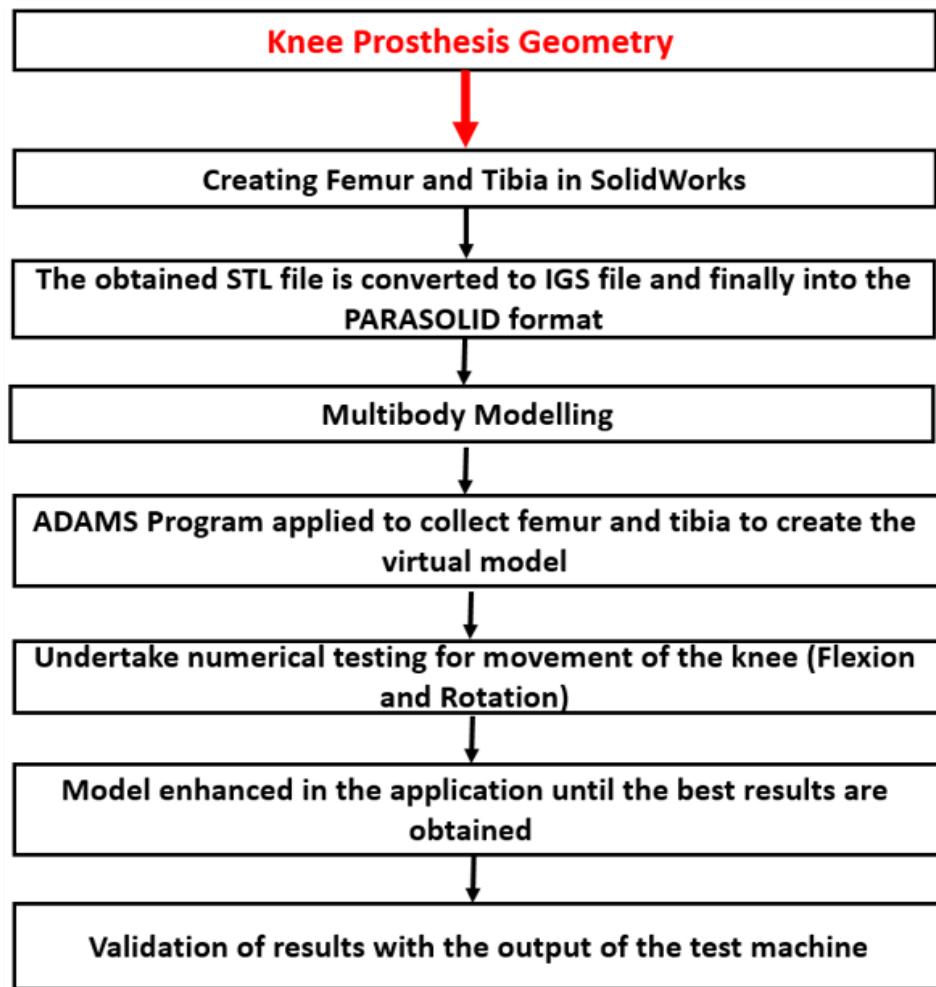 Knee Prosthesis Geometry
Creating Femur and Tibia in SolidWorks
The obtained STL file is converted to IGS file and finally into the
PARASOLID format
Multibody Modelling
ADAMS Program applied to collect femur and tibia to create the
virtual model
Undertake numerical testing for movement of the knee (Flexion
and Rotation)
Model enhanced in the application until the best results are
obtained
Validation of results with the output of the test machine